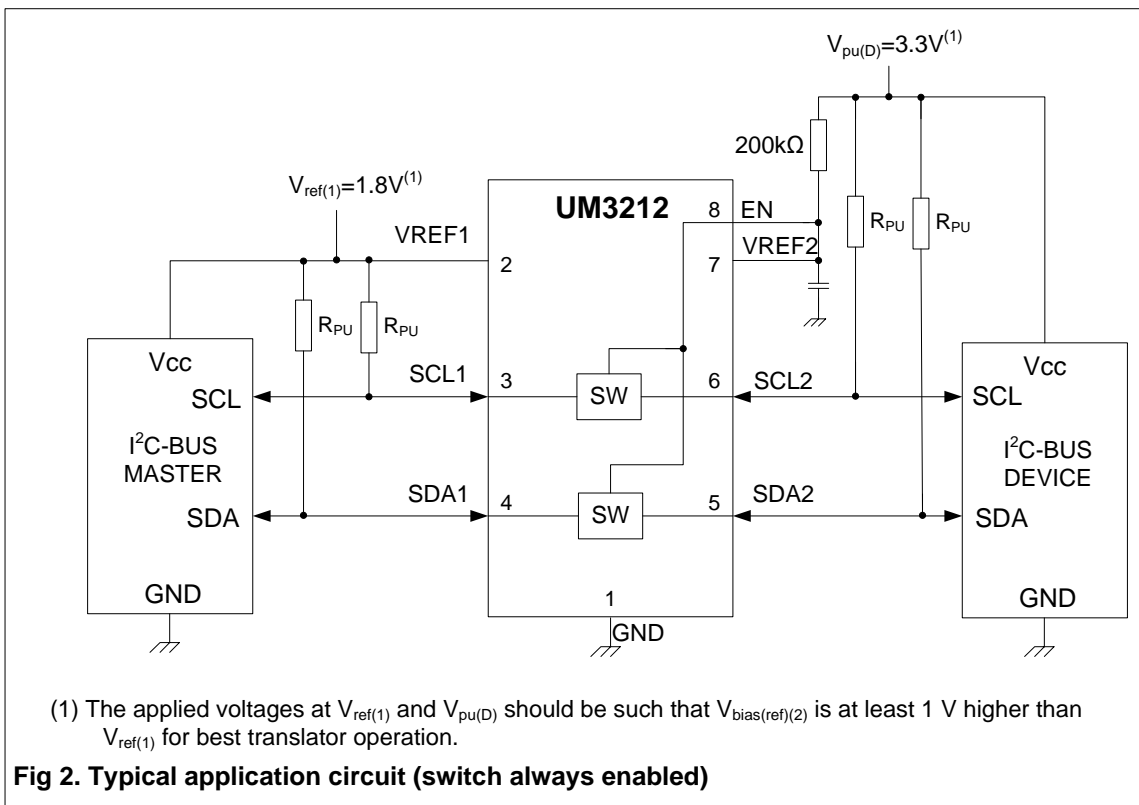 V_pu(D)=3.3V^(1)
200kΩ
V_ref(1)=1.8V^(1)
UM3212
8 EN
R_PU R_PU
VREF1
VREF2
2
7
R_PU R_PU
Vcc
Vcc
SCL
SCL1
3
SW
6
SCL2
SCL
I²C-BUS
MASTER
I²C-BUS
DEVICE
SDA
SDA1
4
SW
5
SDA2
SDA
GND
1
GND
GND
(1) The applied voltages at V_ref(1) and V_pu(D) should be such that V_bias(ref)(2) is at least 1 V higher than
V_ref(1) for best translator operation.
Fig 2. Typical application circuit (switch always enabled)